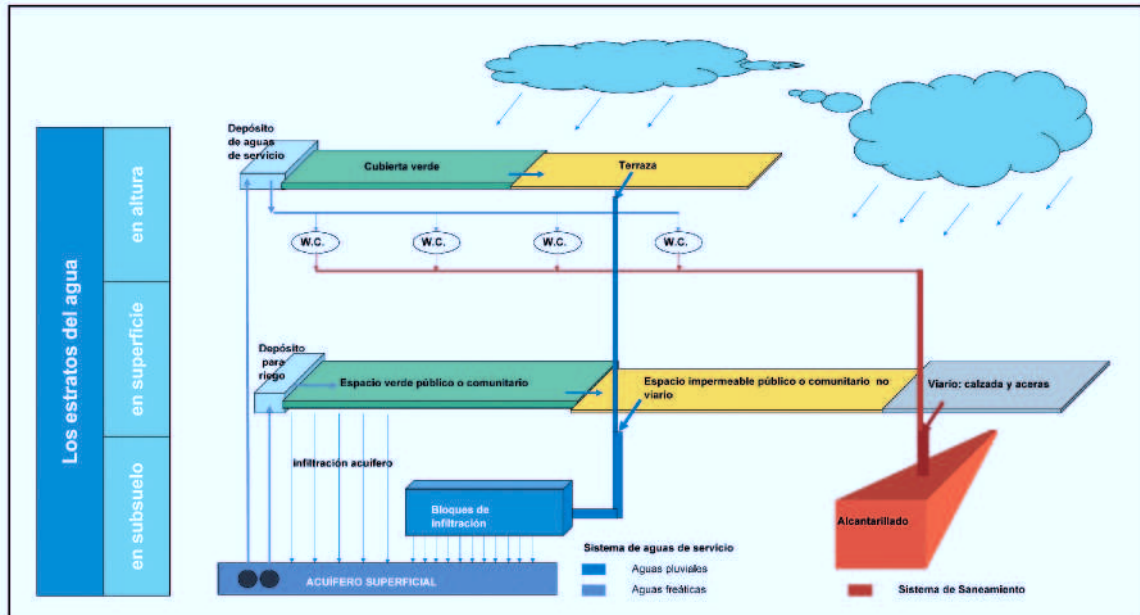 Los estratos del agua
en altura
en superficie
en subsuelo
Depósito
de aguas
de servicio
Cubierta verde
Terraza
W.C.
W.C.
W.C.
W.C.
Depósito
para
riego
Espacio verde público o comunitario
Espacio impermeable público o comunitario no
viario
Viario: calzada y aceras
infiltración acuífero
Bloques de
infiltración
Alcantarillado
ACUÍFERO SUPERFICIAL
Sistema de aguas de servicio
Aguas pluviales
Aguas freáticas
Sistema de Saneamiento